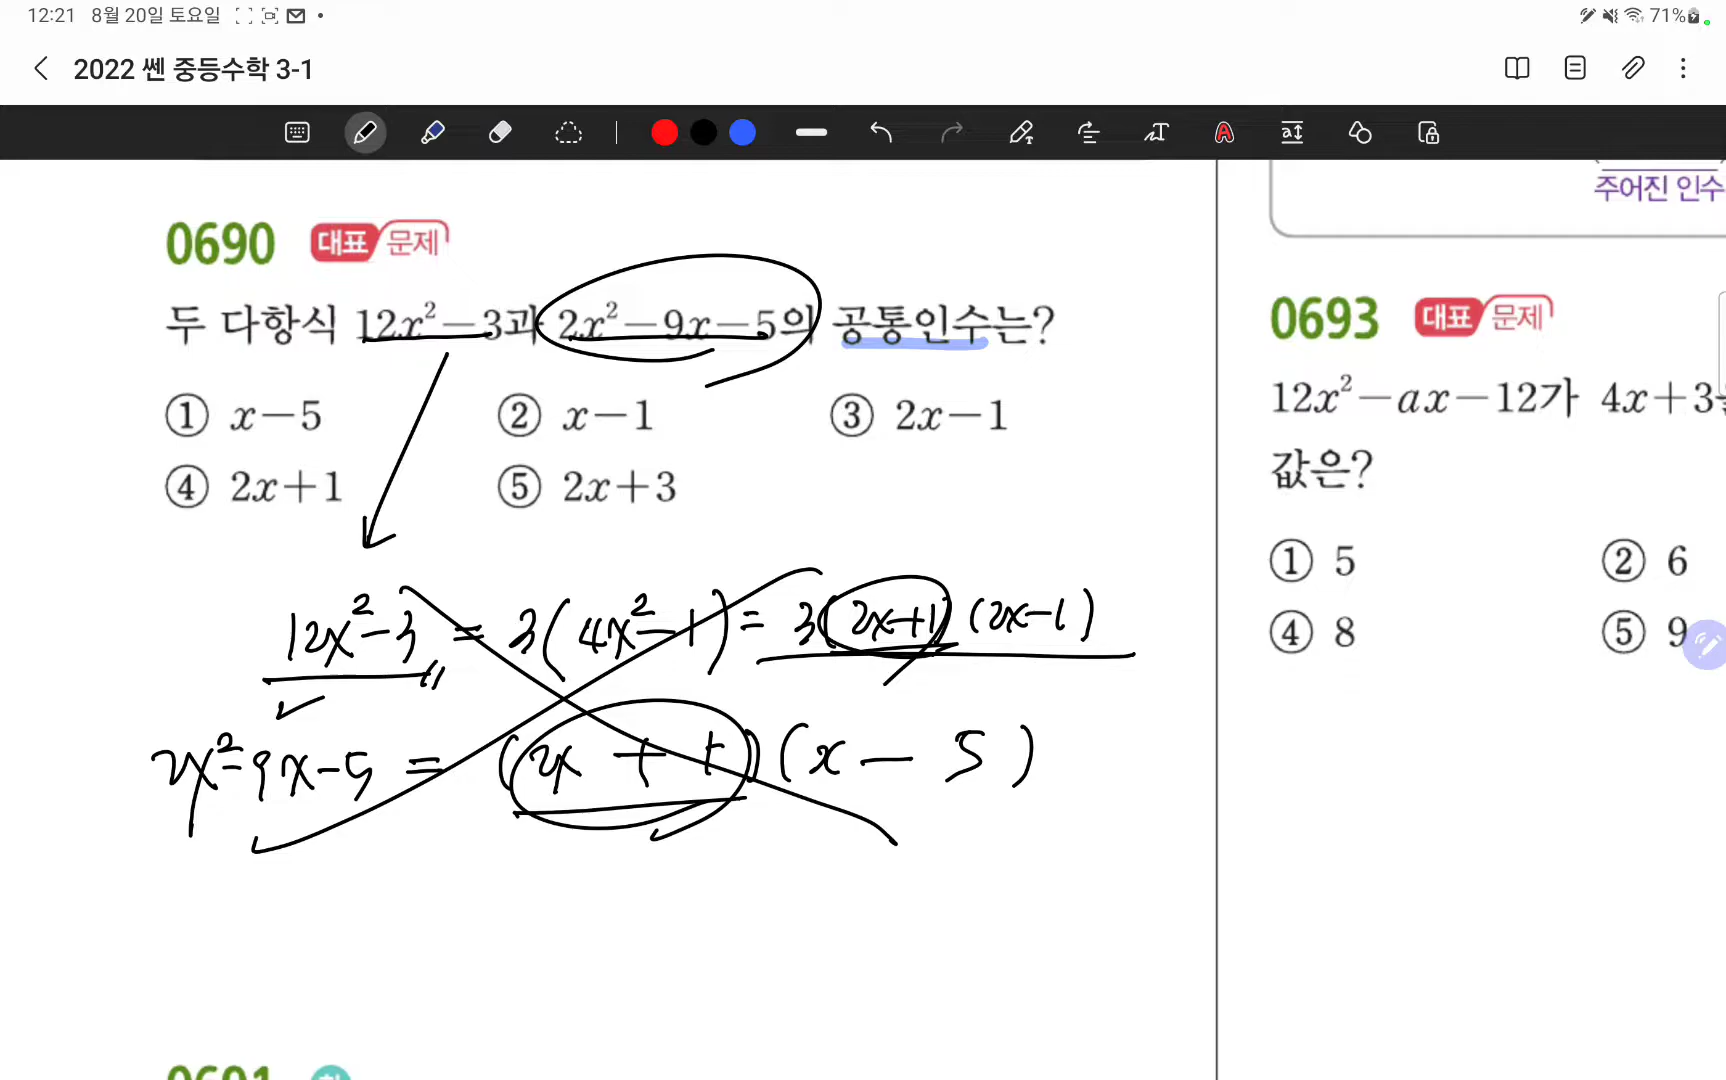 12:21 8월 20일 토요일
71%
2022 쎈 중등수학 3-1
주어진 인수
0690 대표 문제
두 다항식 12x²-3과 2x²-9x-5의 공통인수는?
① x-5 ② x-1 ③ 2x-1
④ 2x+1 ⑤ 2x+3
12x²-3 = 3(4x²-1) = 3(2x+1)(2x-1)
2x²-9x-5 = (2x+1)(x-5)
0693 대표 문제
12x²-ax-12가 4x+3
값은?
① 5 ② 6
④ 8 ⑤ 9